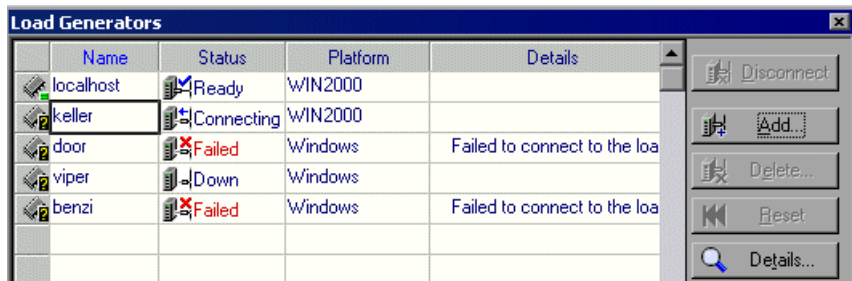 Load Generators
Name Status Platform Details
localhost Ready WIN2000
keller Connecting WIN2000
door Failed Windows Failed to connect to the loa
viper Down Windows
benzi Failed Windows Failed to connect to the loa
Disconnect
Add...
Delete...
Reset
Details...